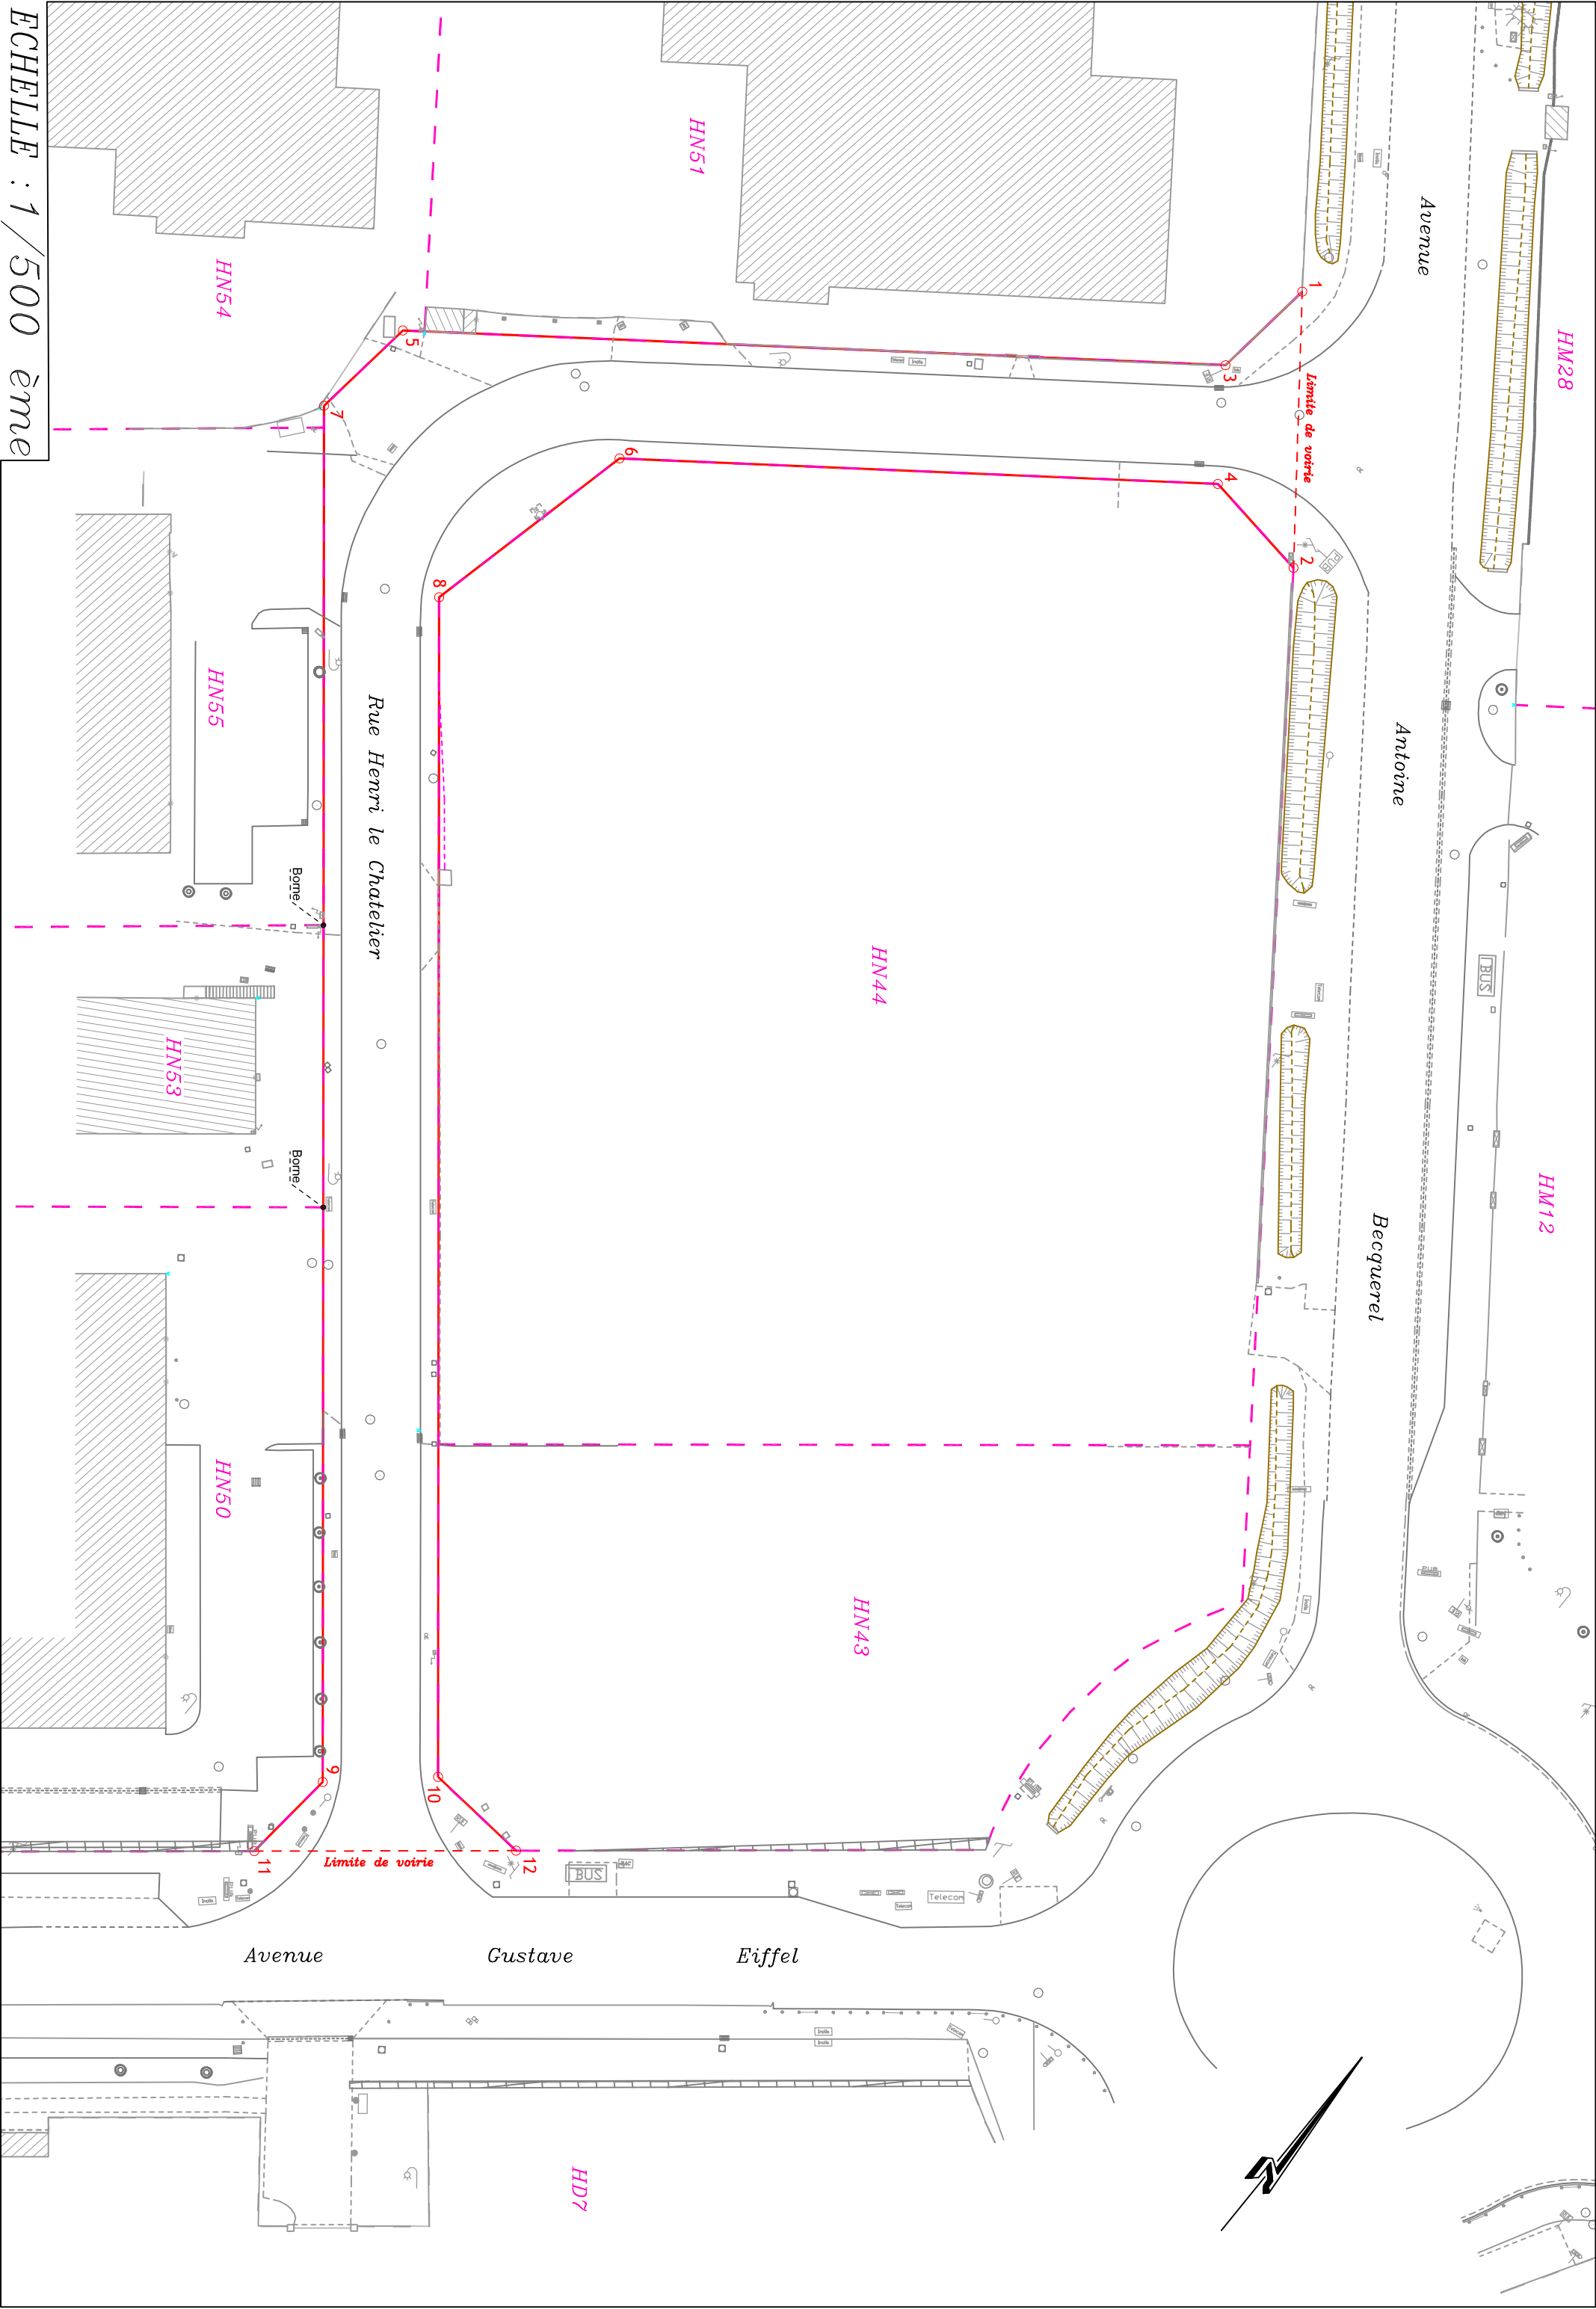 ECHELLE : 1/500 ème
HN54
HN51
HM28
Avenue
Antoine
Becquerel
1
3
5
7
Limite de voirie
6
4
2
8
PUB
HN55
Rue Henri le Chatelier
HN44
HM12
BUS
Borne
HN53
Borne
HN50
HN43
9
10
11
12
Limite de voirie
BUS
Telecom
Telecom
Avenue Gustave Eiffel
HD7
N